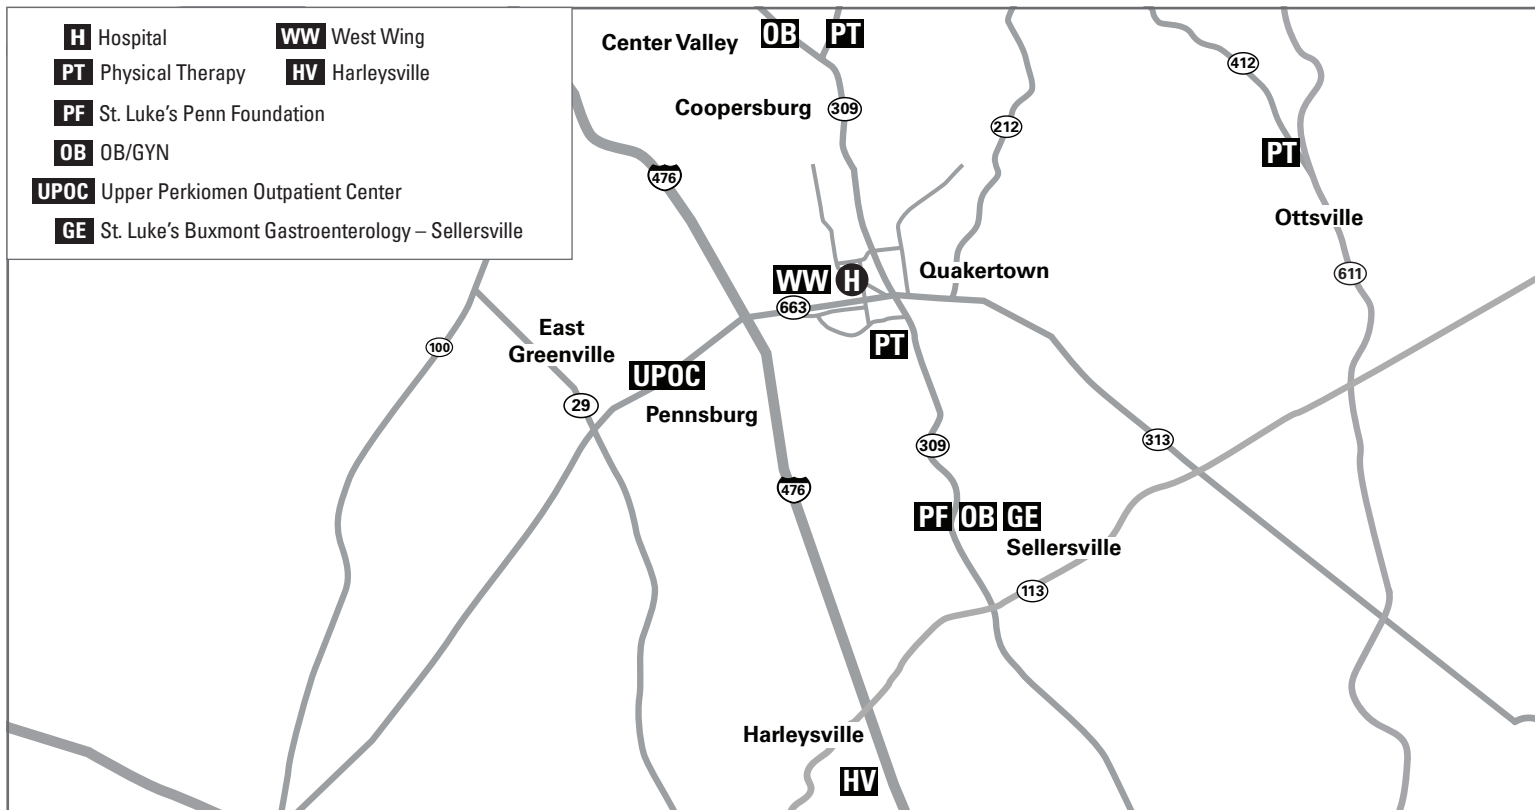 H Hospital
WW West Wing
PT Physical Therapy
HV Harleysville
PF St. Luke's Penn Foundation
OB OB/GYN
UPOC Upper Perkiomen Outpatient Center
GE St. Luke's Buxmont Gastroenterology – Sellersville
Center Valley
OB
PT
412
Coopersburg
309
212
PT
476
Ottsville
WW
H
Quakertown
611
663
East
Greenville
100
PT
UPOC
29
Pennsburg
309
313
476
PF
OB
GE
Sellersville
113
Harleysville
HV